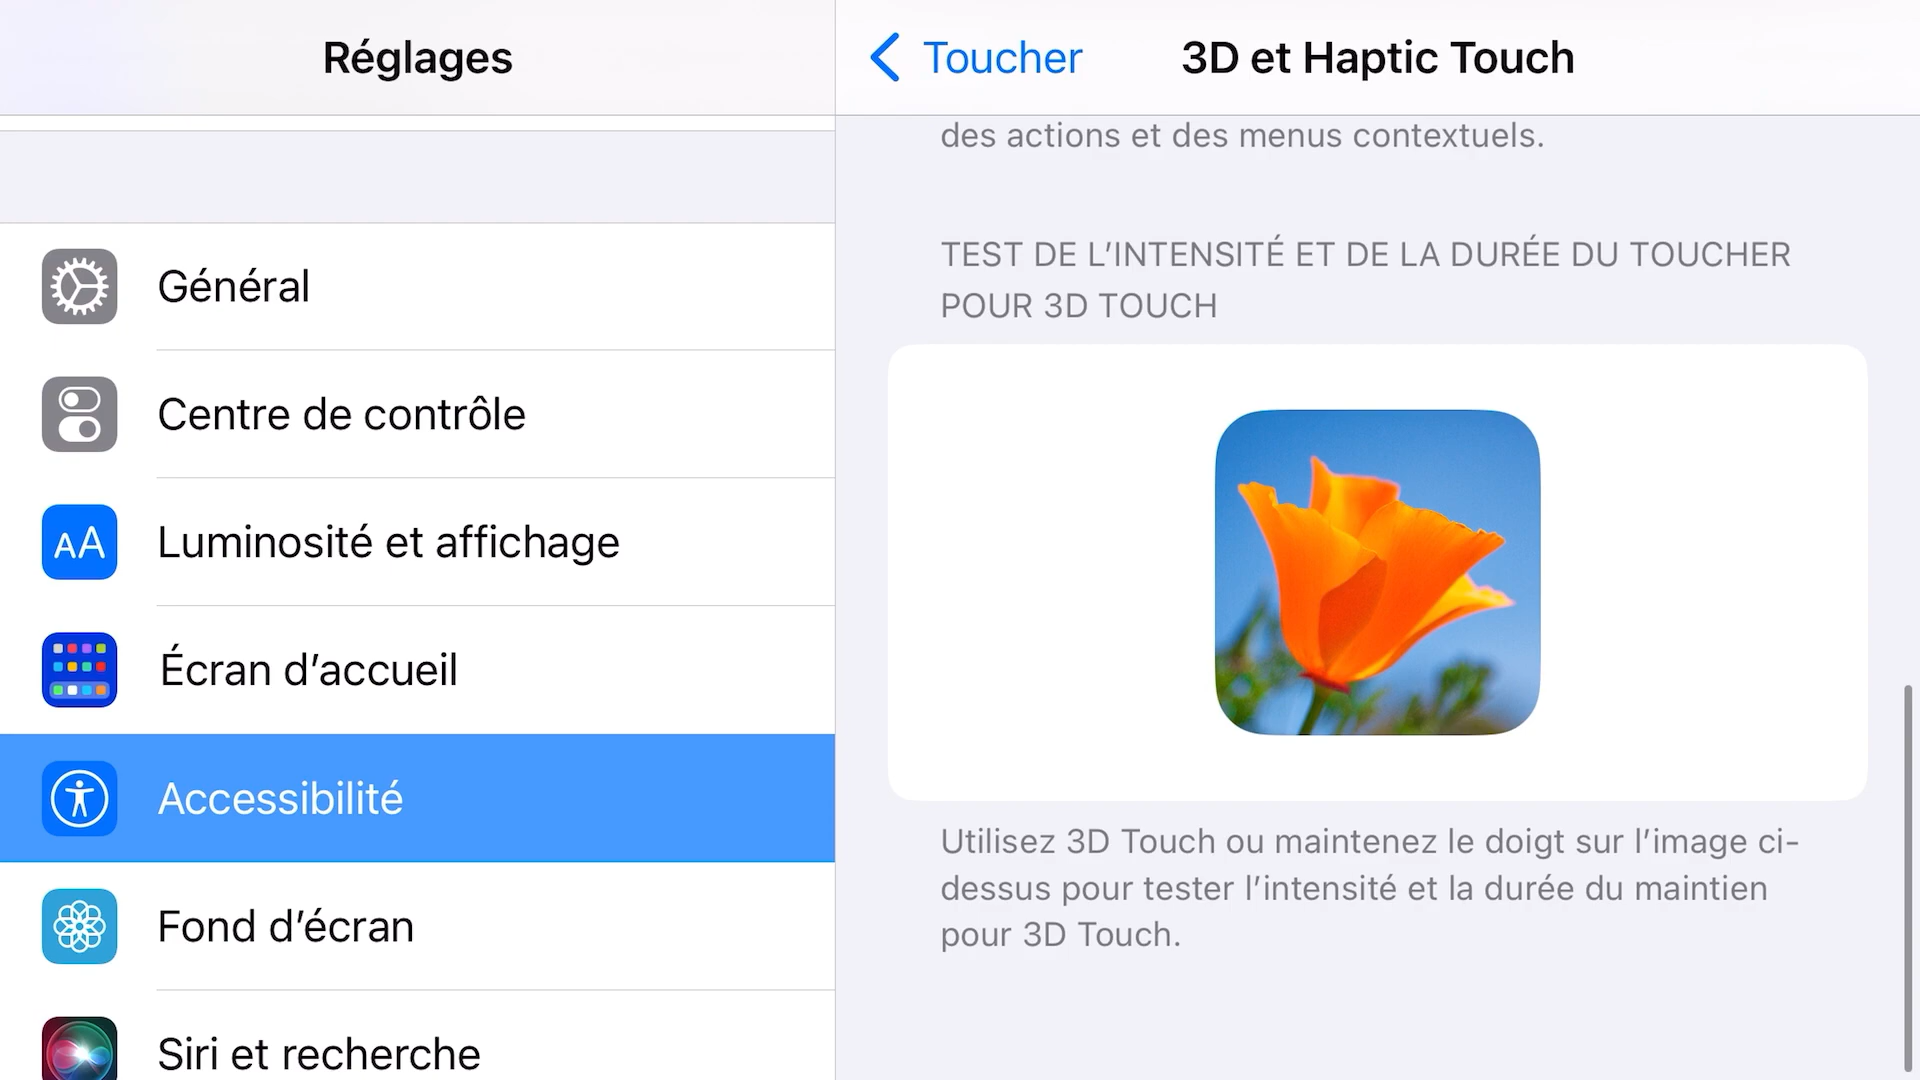 Réglages
Général
Centre de contrôle
AA
Luminosité et affichage
Écran d’accueil
Accessibilité
Fond d’écran
Siri et recherche
Toucher
3D et Haptic Touch
des actions et des menus contextuels.
TEST DE L’INTENSITÉ ET DE LA DURÉE DU TOUCHER
POUR 3D TOUCH
Utilisez 3D Touch ou maintenez le doigt sur l’image ci-
dessus pour tester l’intensité et la durée du maintien
pour 3D Touch.